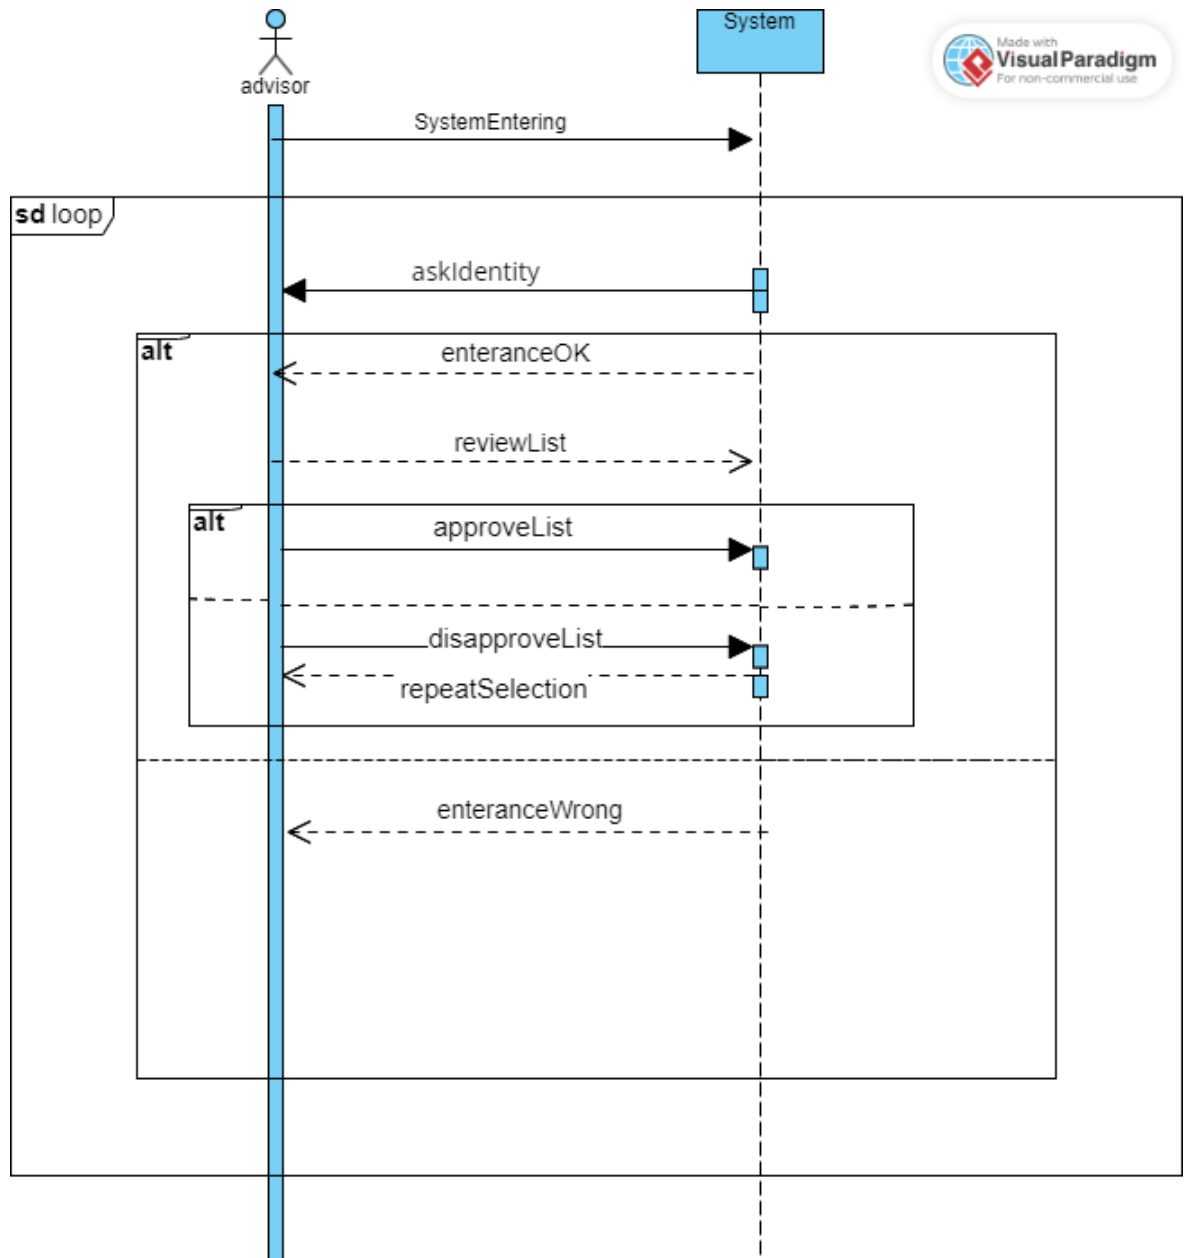 System
Made with
Visual Paradigm
For non-commercial use
advisor
SystemEntering
sd loop
askIdentity
alt
enteranceOK
reviewList
alt
approveList
disapproveList
repeatSelection
enteranceWrong